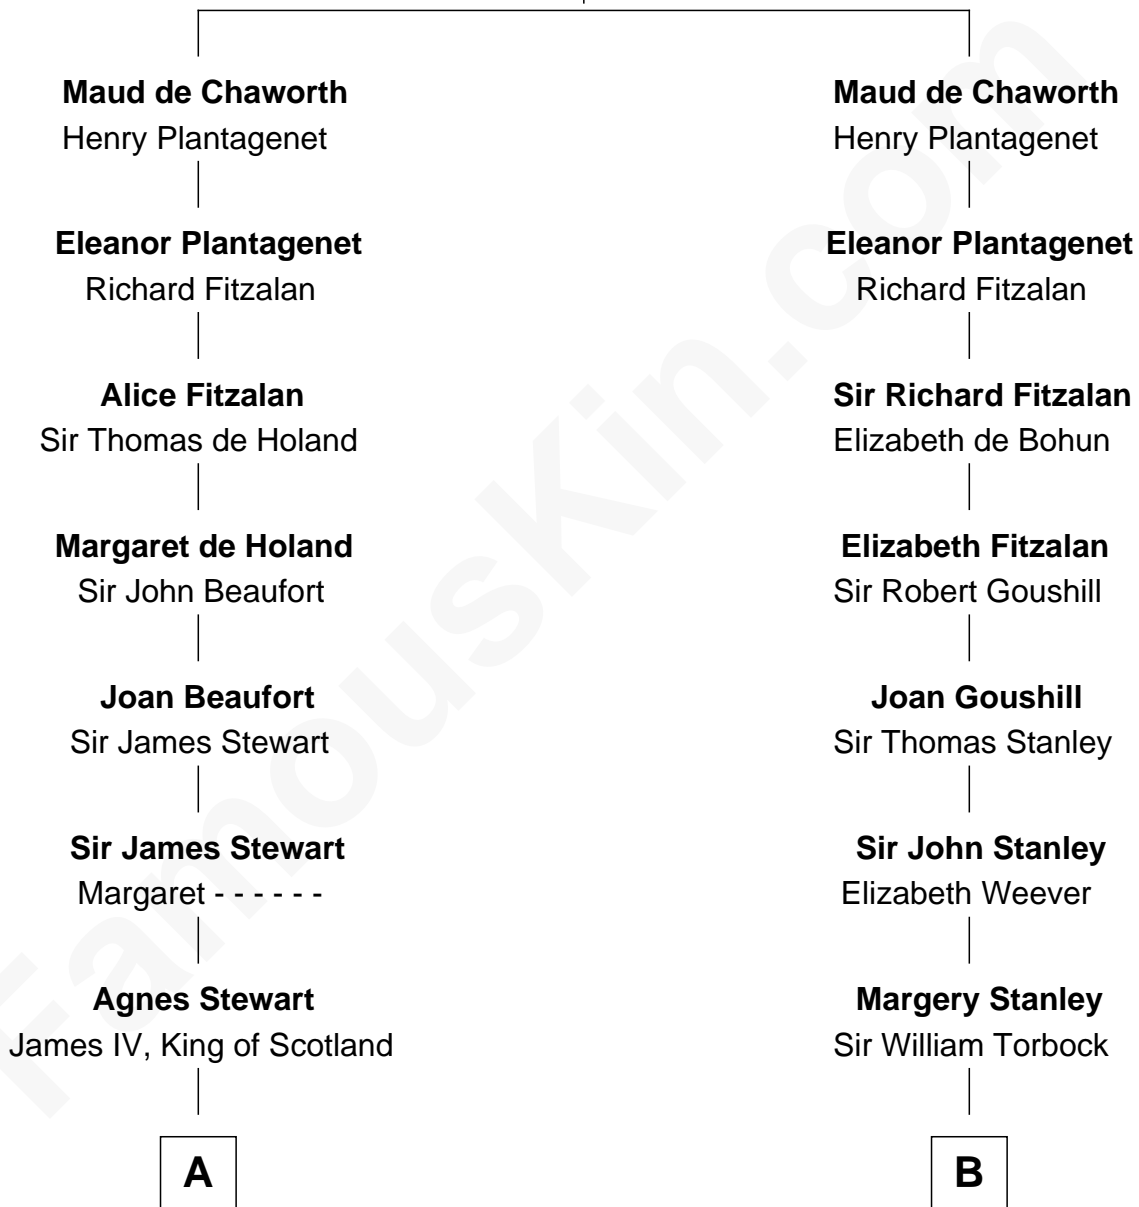 Maud de Chaworth
Henry Plantagenet
Eleanor Plantagenet
Richard Fitzalan
Alice Fitzalan
Sir Thomas de Holand
Margaret de Holand
Sir John Beaufort
Joan Beaufort
Sir James Stewart
Sir James Stewart
Margaret - - - - - -
Agnes Stewart
James IV, King of Scotland
A
Maud de Chaworth
Henry Plantagenet
Eleanor Plantagenet
Richard Fitzalan
Sir Richard Fitzalan
Elizabeth de Bohun
Elizabeth Fitzalan
Sir Robert Goushill
Joan Goushill
Sir Thomas Stanley
Sir John Stanley
Elizabeth Weever
Margery Stanley
Sir William Torbock
B
FamousKin.com